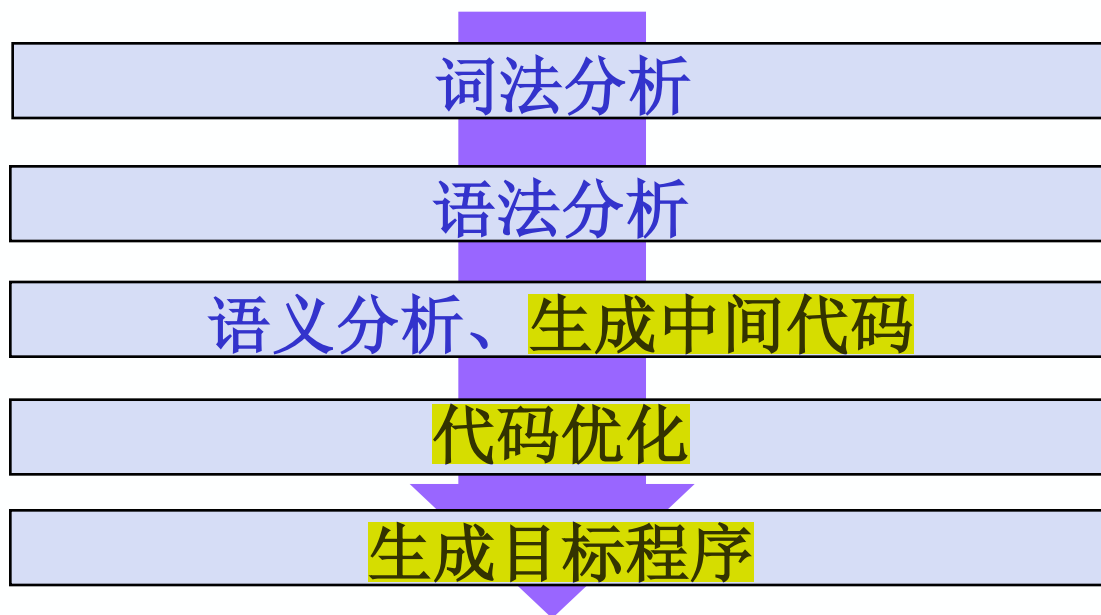 词法分析
语法分析
语义分析、生成中间代码
代码优化
生成目标程序